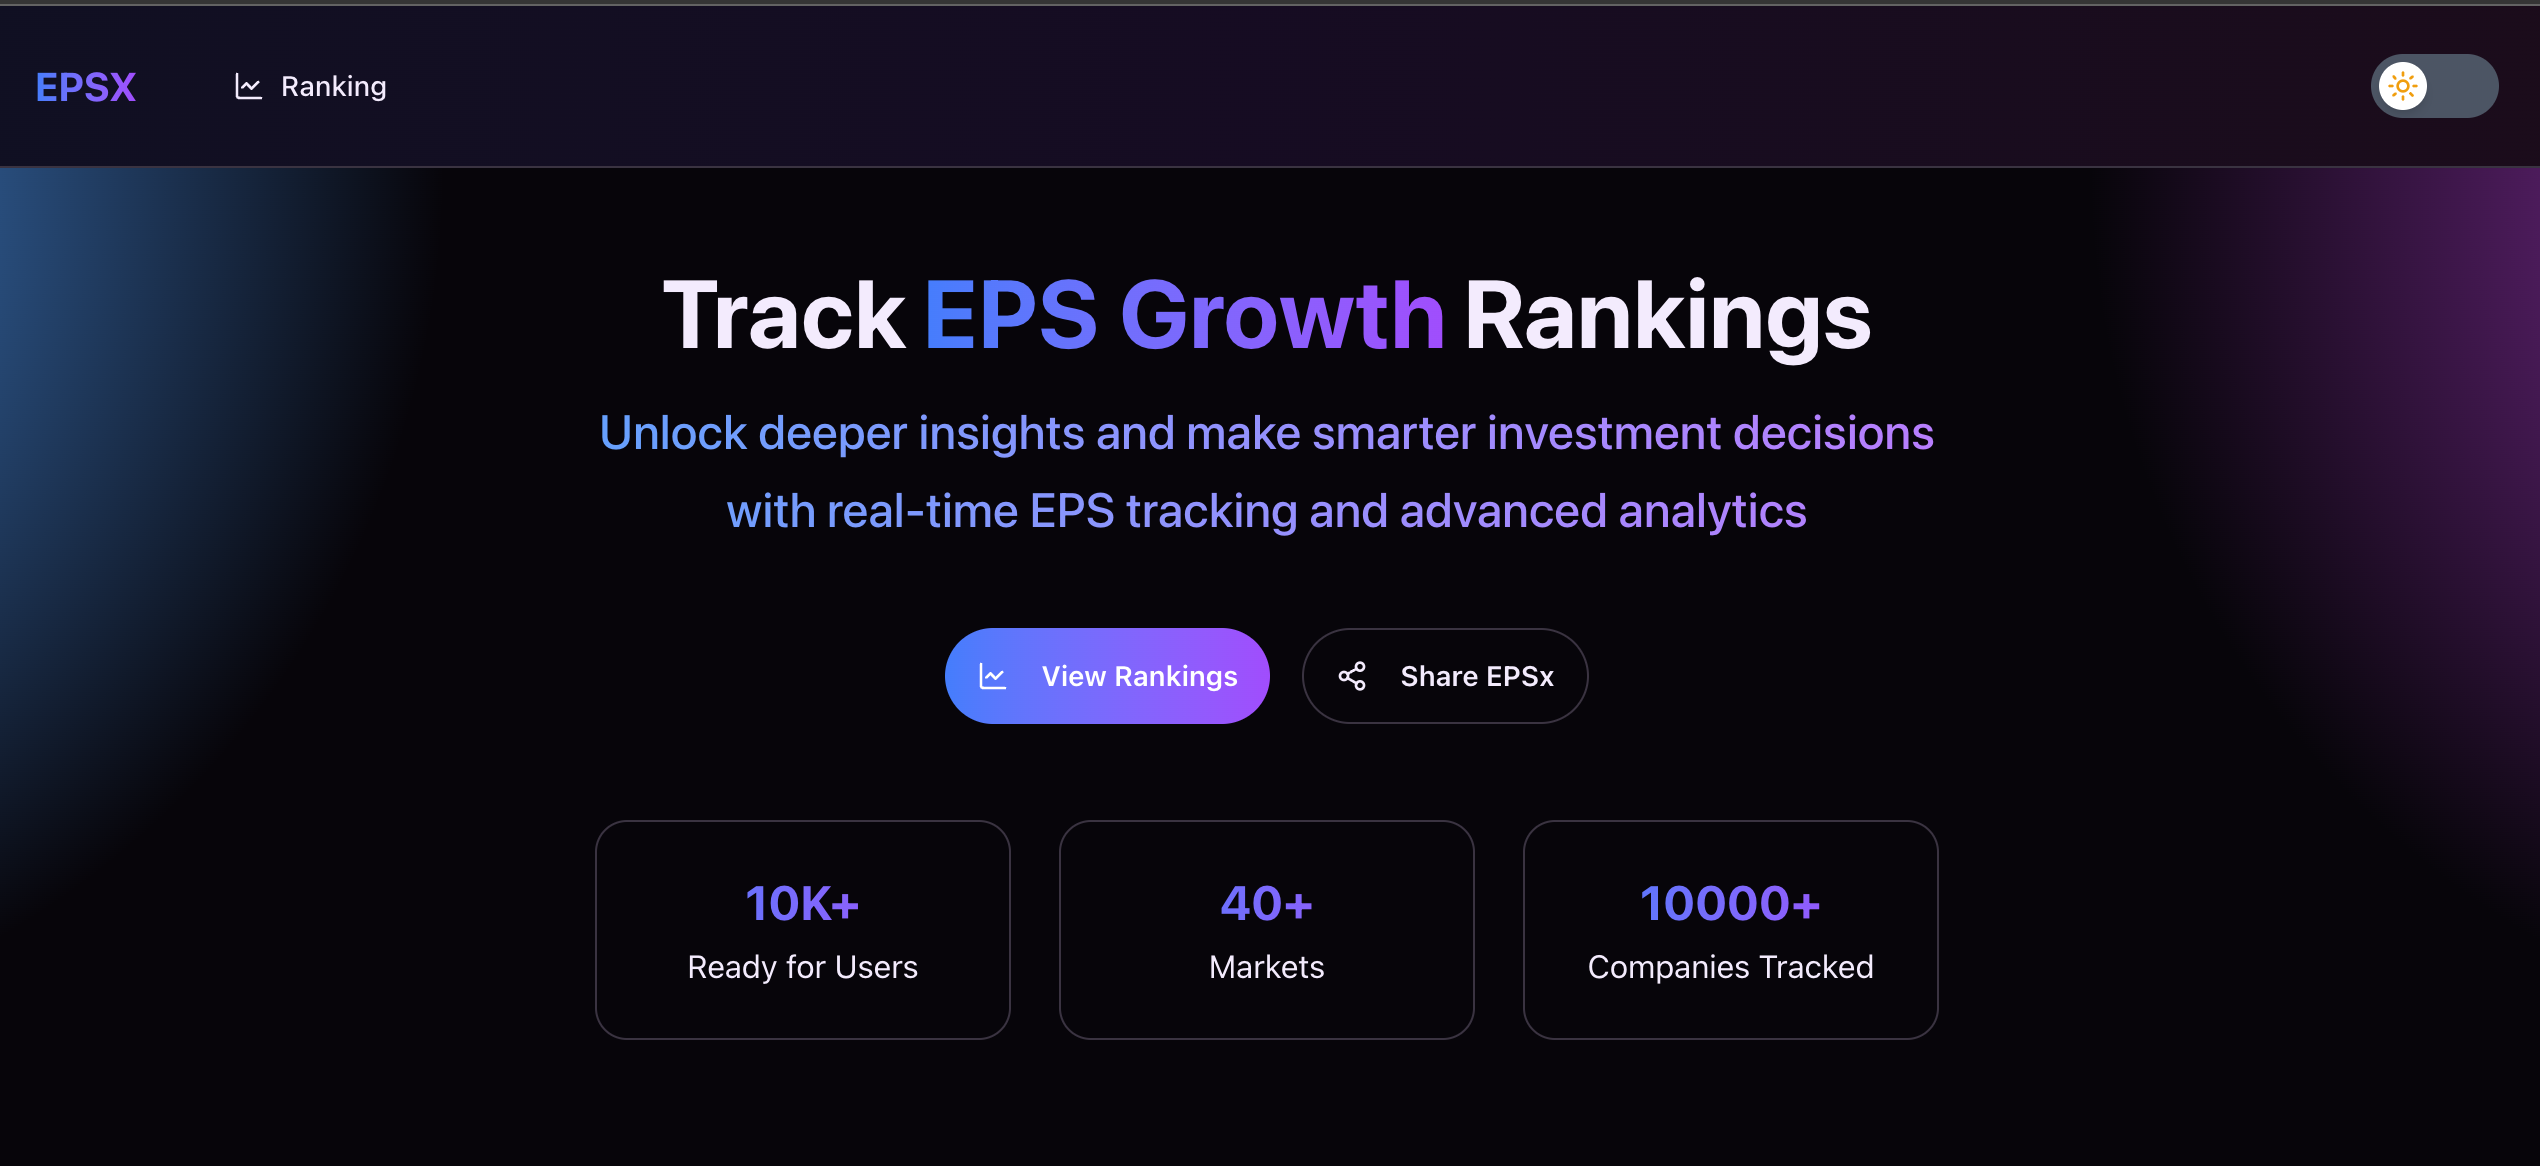 EPSX
Ranking
Track EPS Growth Rankings
Unlock deeper insights and make smarter investment decisions
with real-time EPS tracking and advanced analytics
View Rankings
Share EPSx
10K+
Ready for Users
40+
Markets
10000+
Companies Tracked